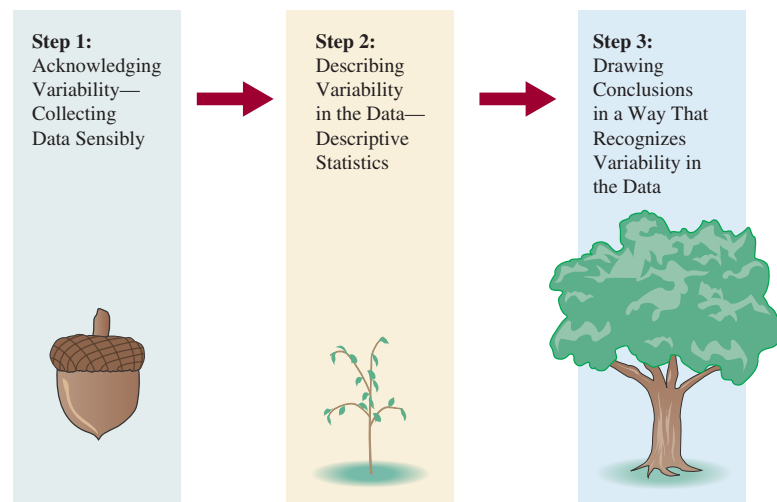 Step 1:
Acknowledging
Variability—
Collecting
Data Sensibly
Step 2:
Describing
Variability
in the Data—
Descriptive
Statistics
Step 3:
Drawing
Conclusions
in a Way That
Recognizes
Variability in
the Data